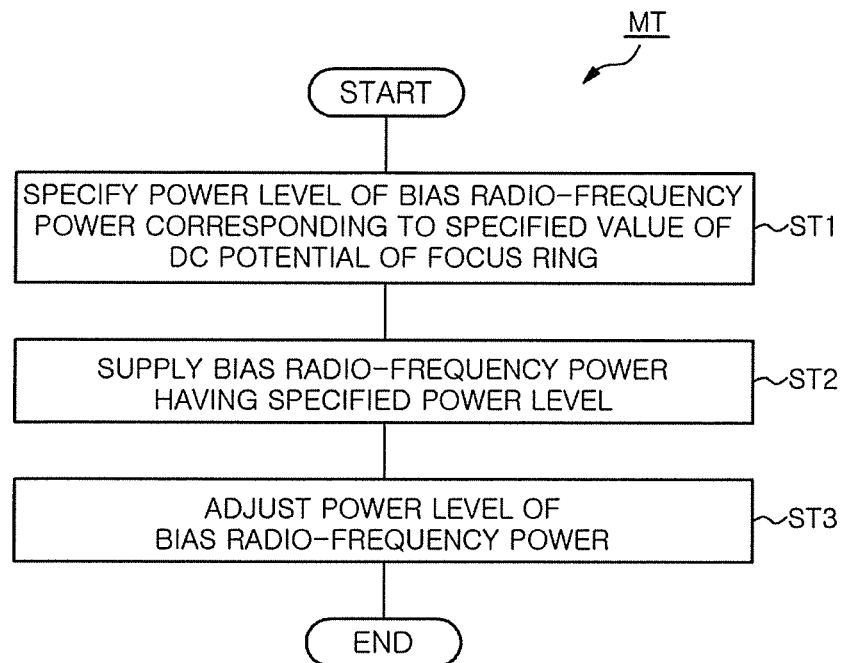 MT
START
SPECIFY POWER LEVEL OF BIAS RADIO-FREQUENCY
POWER CORRESPONDING TO SPECIFIED VALUE OF
DC POTENTIAL OF FOCUS RING
ST1
SUPPLY BIAS RADIO-FREQUENCY POWER
HAVING SPECIFIED POWER LEVEL
ST2
ADJUST POWER LEVEL OF
BIAS RADIO-FREQUENCY POWER
ST3
END